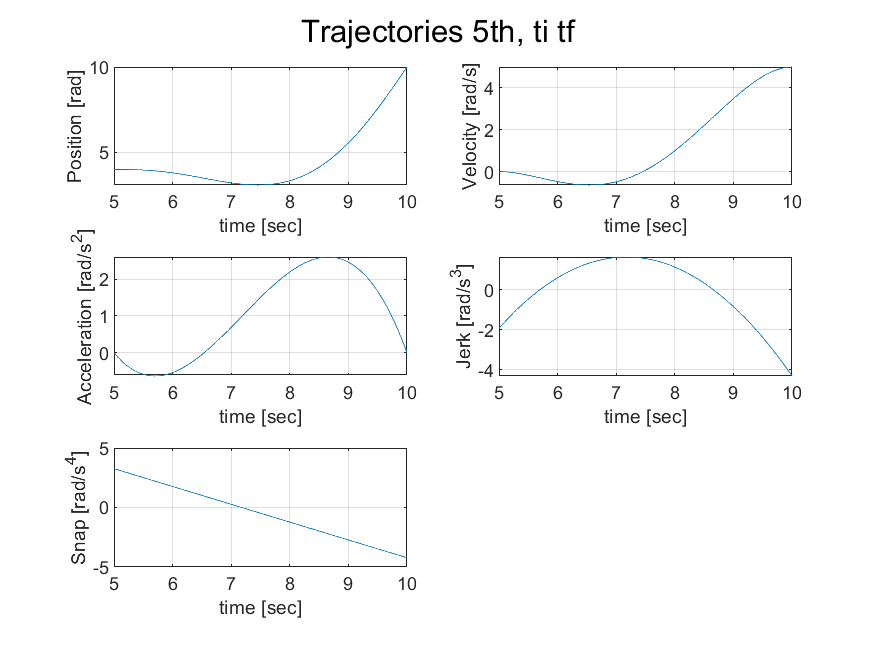 Trajectories 5th, ti tf
Position [rad]
10
5
5 6 7 8 9 10
time [sec]
Velocity [rad/s]
4
2
0
5 6 7 8 9 10
time [sec]
Acceleration [rad/s²]
2
1
0
5 6 7 8 9 10
time [sec]
Jerk [rad/s³]
0
-2
-4
5 6 7 8 9 10
time [sec]
Snap [rad/s⁴]
5
0
-5
5 6 7 8 9 10
time [sec]